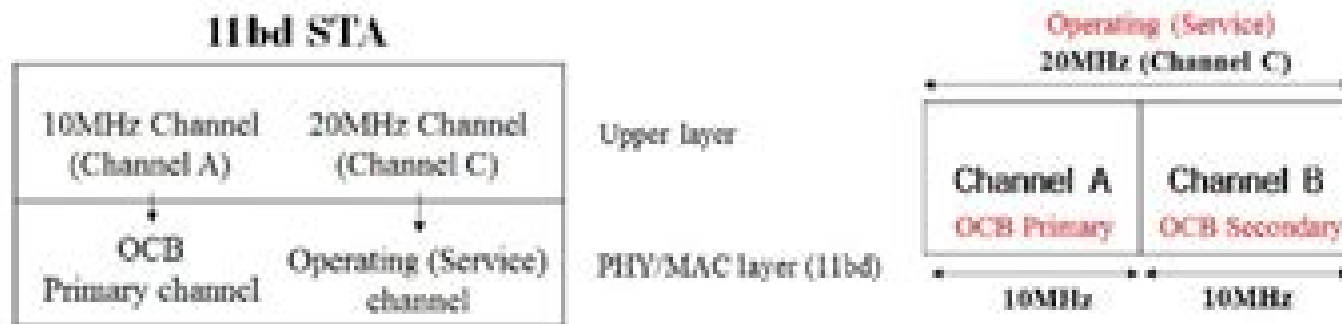 11bd STA
10MHz Channel
(Channel A)
20MHz Channel
(Channel C)
Upper layer
OCB
Primary channel
Operating (Service)
channel
PHY/MAC layer (11bd)
Operating (Service)
20MHz (Channel C)
Channel A
OCB Primary
Channel B
OCB Secondary
10MHz
10MHz